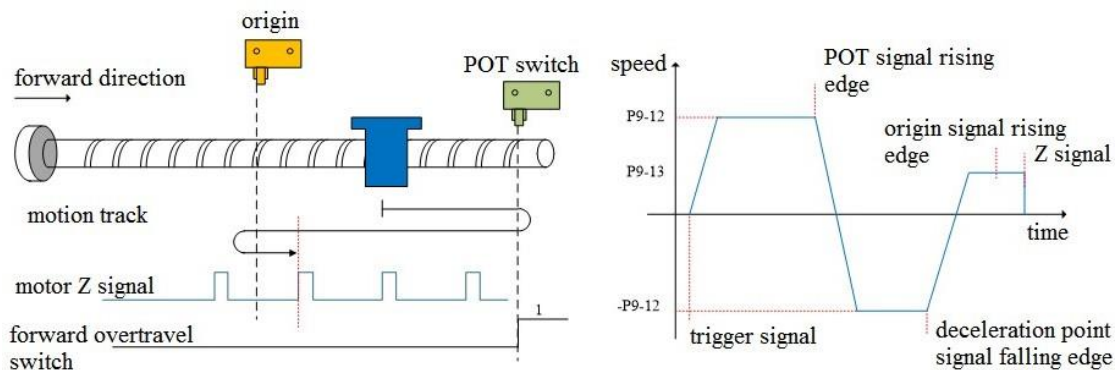 origin
POT switch
forward direction
motion track
motor Z signal
forward overtravel
switch
1
speed
POT signal rising
edge
P9-12
origin signal rising
edge
Z signal
P9-13
time
-P9-12
trigger signal
deceleration point
signal falling edge